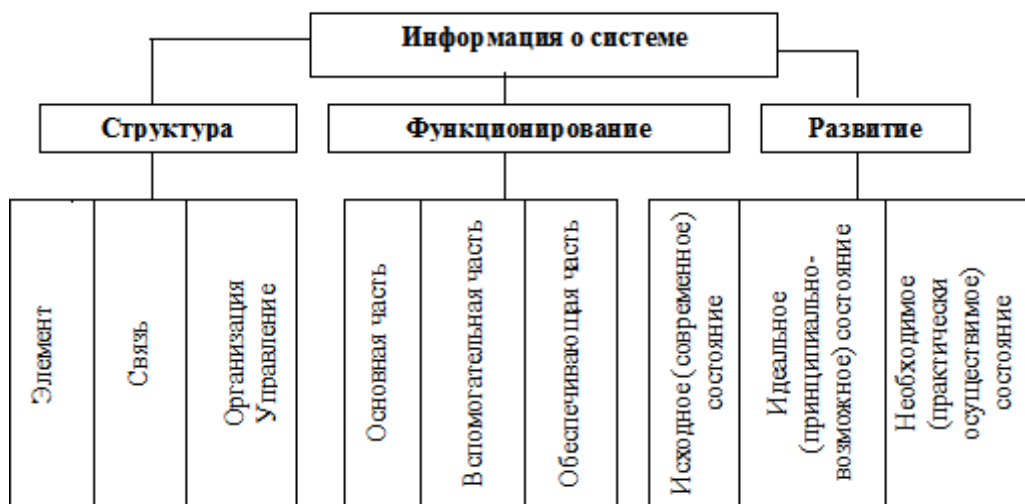 Информация о системе
Структура
Функционирование
Развитие
Элемент
Связь
Организация
Управление
Основная часть
Вспомогательная часть
Обеспечивающая часть
Исходное (современное)
состояние
Идеальное
(принципиально-
возможное) состояние
Необходимое
(практически
осуществимое)
состояние